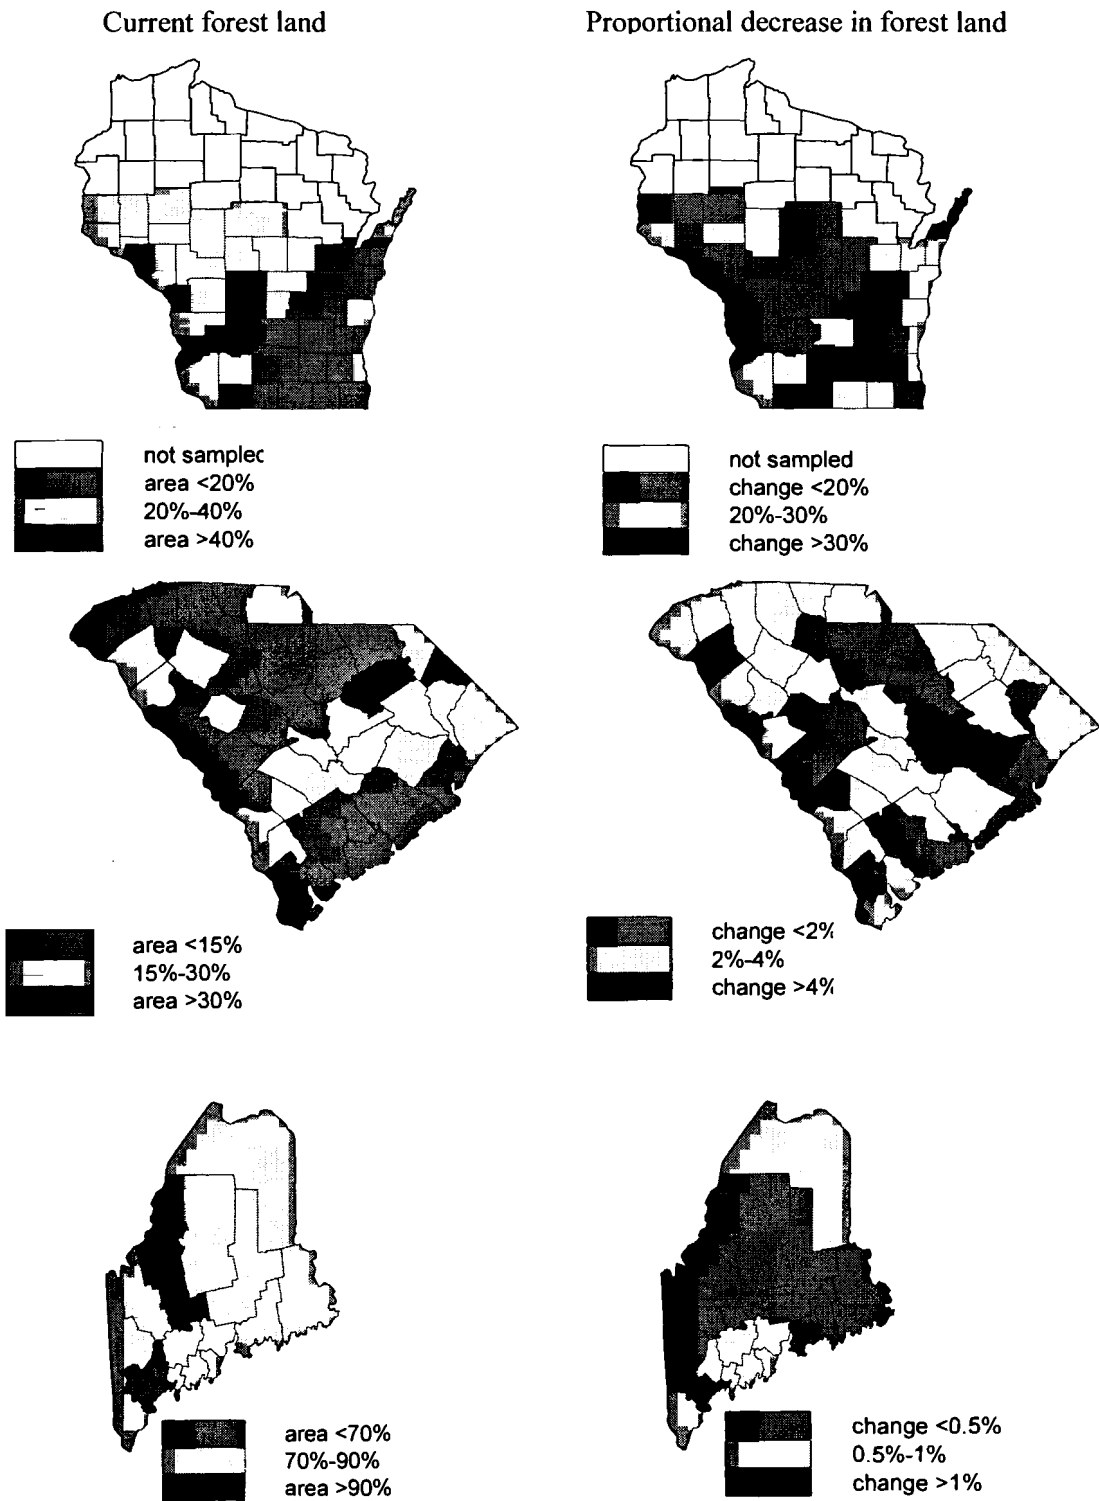 Current forest land
Proportional decrease in forest land
not sampled
area <20%
20%-40%
area >40%
not sampled
change <20%
20%-30%
change >30%
area <15%
15%-30%
area >30%
change <2%
2%-4%
change >4%
area <70%
70%-90%
area >90%
change <0.5%
0.5%-1%
change >1%